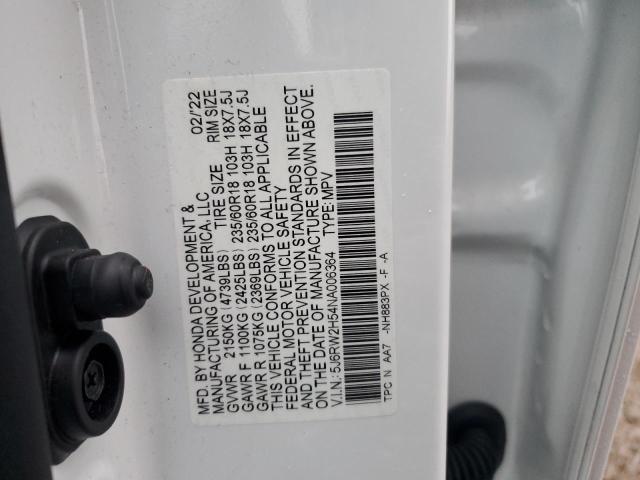 MFD. BY HONDA DEVELOPMENT & 02/'22
MANUFACTURING OF AMERICA, LLC
TIRE SIZE RIM SIZE
GVWR 2150KG (4739LBS)
GAWR F 1100KG (2425LBS) 235/60R18 103H 18X7.5J
GAWR R 1075KG (2369LBS) 235/60R18 103H 18X7.5J
THIS VEHICLE CONFORMS TO ALL APPLICABLE
FEDERAL MOTOR VEHICLE SAFETY
AND THEFT PREVENTION STANDARDS IN EFFECT
ON THE DATE OF MANUFACTURE SHOWN ABOVE.
V.I.N.: 5J6RW2H54NA006364 TYPE: MPV
TPC N AA7 -NH883PX -F -A